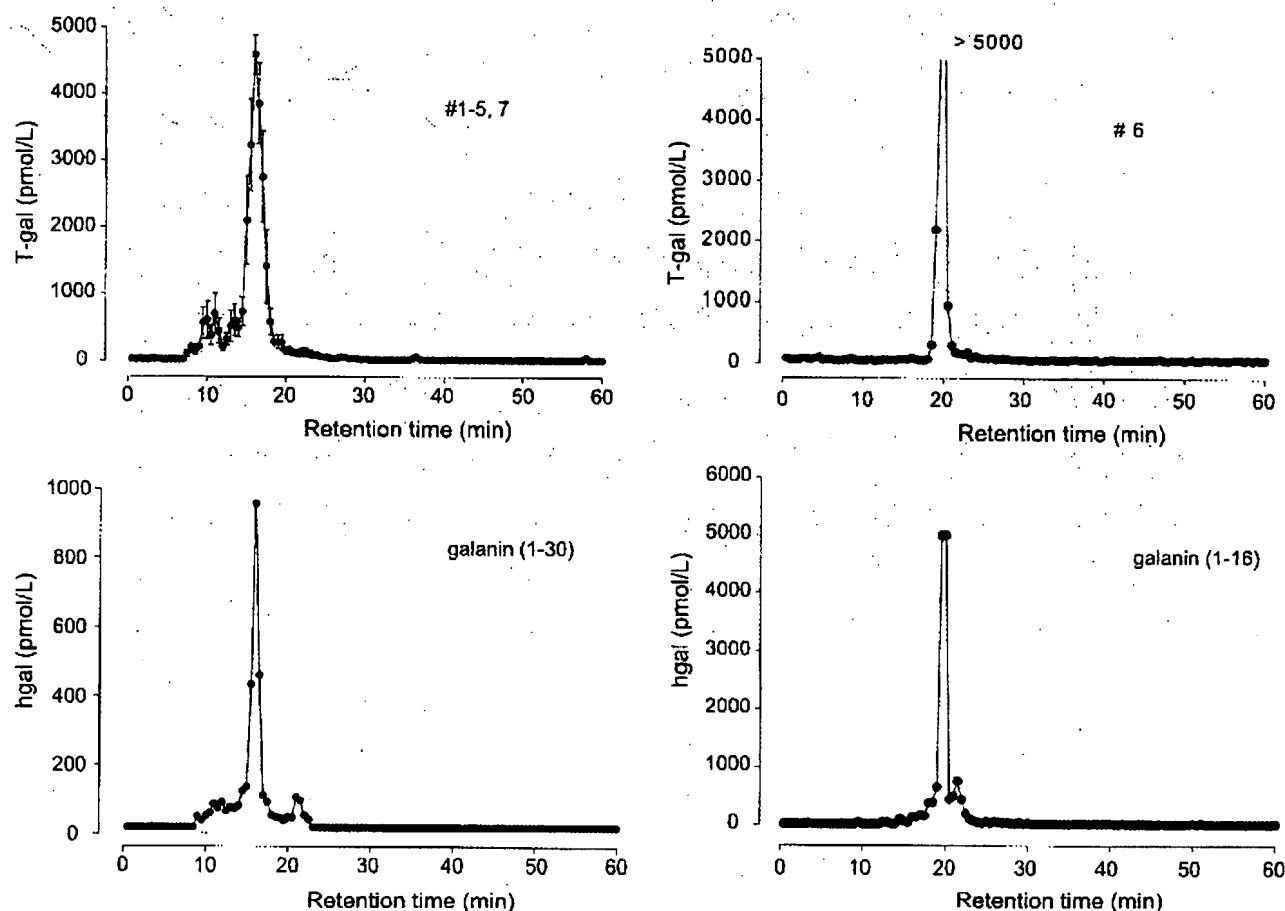 5000
4000
3000
2000
1000
0
T-gal (pmol/L)
#1-5, 7
0 10 20 30 40 50 60
Retention time (min)
> 5000
5000
4000
3000
2000
1000
0
T-gal (pmol/L)
# 6
0 10 20 30 40 50 60
Retention time (min)
1000
800
600
400
200
0
hgal (pmol/L)
galanin (1-30)
0 10 20 30 40 50 60
Retention time (min)
6000
5000
4000
3000
2000
1000
0
hgal (pmol/L)
galanin (1-16)
0 10 20 30 40 50 60
Retention time (min)